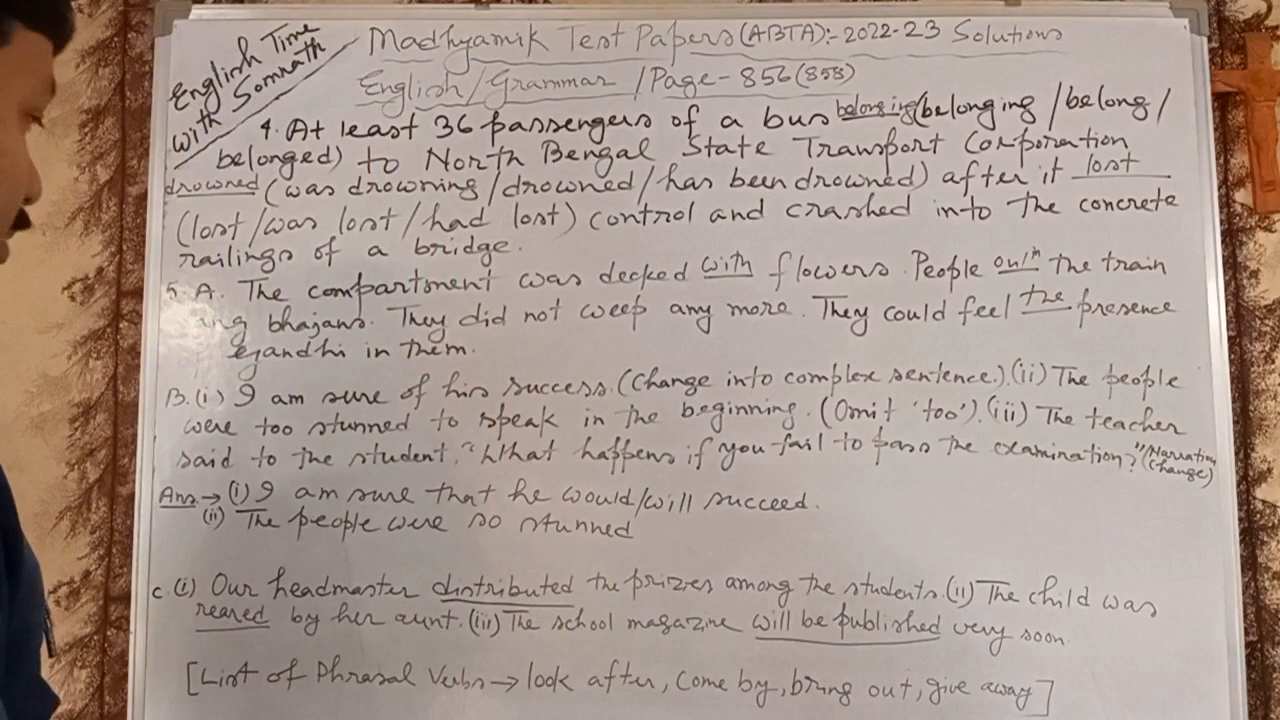 English Time
with Somnath
Madhyamik Test Papers (ABTA):- 2022-23 Solutions
English/Grammar /Page-856(858)
4. At least 36 passengers of a bus belonging (belonging /belong/
belonged) to North Bengal State Transport Corporation
drowned (was drowning/drowned/has been drowned) after it lost
(lost/was lost/had lost) control and crashed into the concrete
railings of a bridge.
5. A. The compartment was decked with flowers. People on/in the train
ing bhajans. They did not weep any more. They could feel the presence
Gandhi in them.
B. (i) I am sure of his success. (Change into complex sentence.) (ii) The people
were too stunned to speak in the beginning. (Omit 'too'). (iii) The teacher
said to the student, "What happens if you fail to pass the examination?" (Narration
Change)
Ans → (i) I am sure that he would/will succeed.
(ii) The people were so stunned
C. (i) Our headmaster distributed the prizes among the students. (ii) The child was
reared by her aunt. (iii) The school magazine will be published very soon.
[List of Phrasal Verbs → look after, come by, bring out, give away]